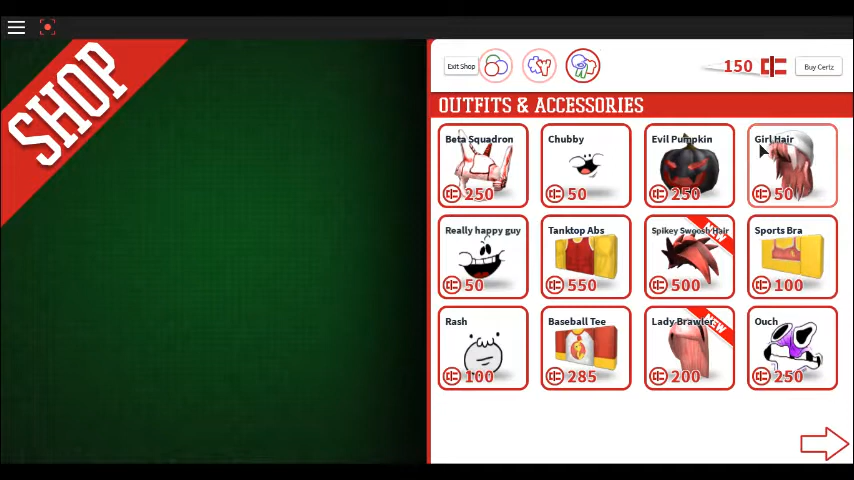 SHOP
Exit Shop
150
Buy Certz
OUTFITS & ACCESSORIES
Beta Squadron
250
Chubby
50
Evil Pumpkin
250
Girl Hair
50
Really happy guy
50
Tanktop Abs
550
Spikey Swoosh Hair
NEW
500
Sports Bra
100
Rash
100
Baseball Tee
285
Lady Brawler
NEW
200
Ouch
250